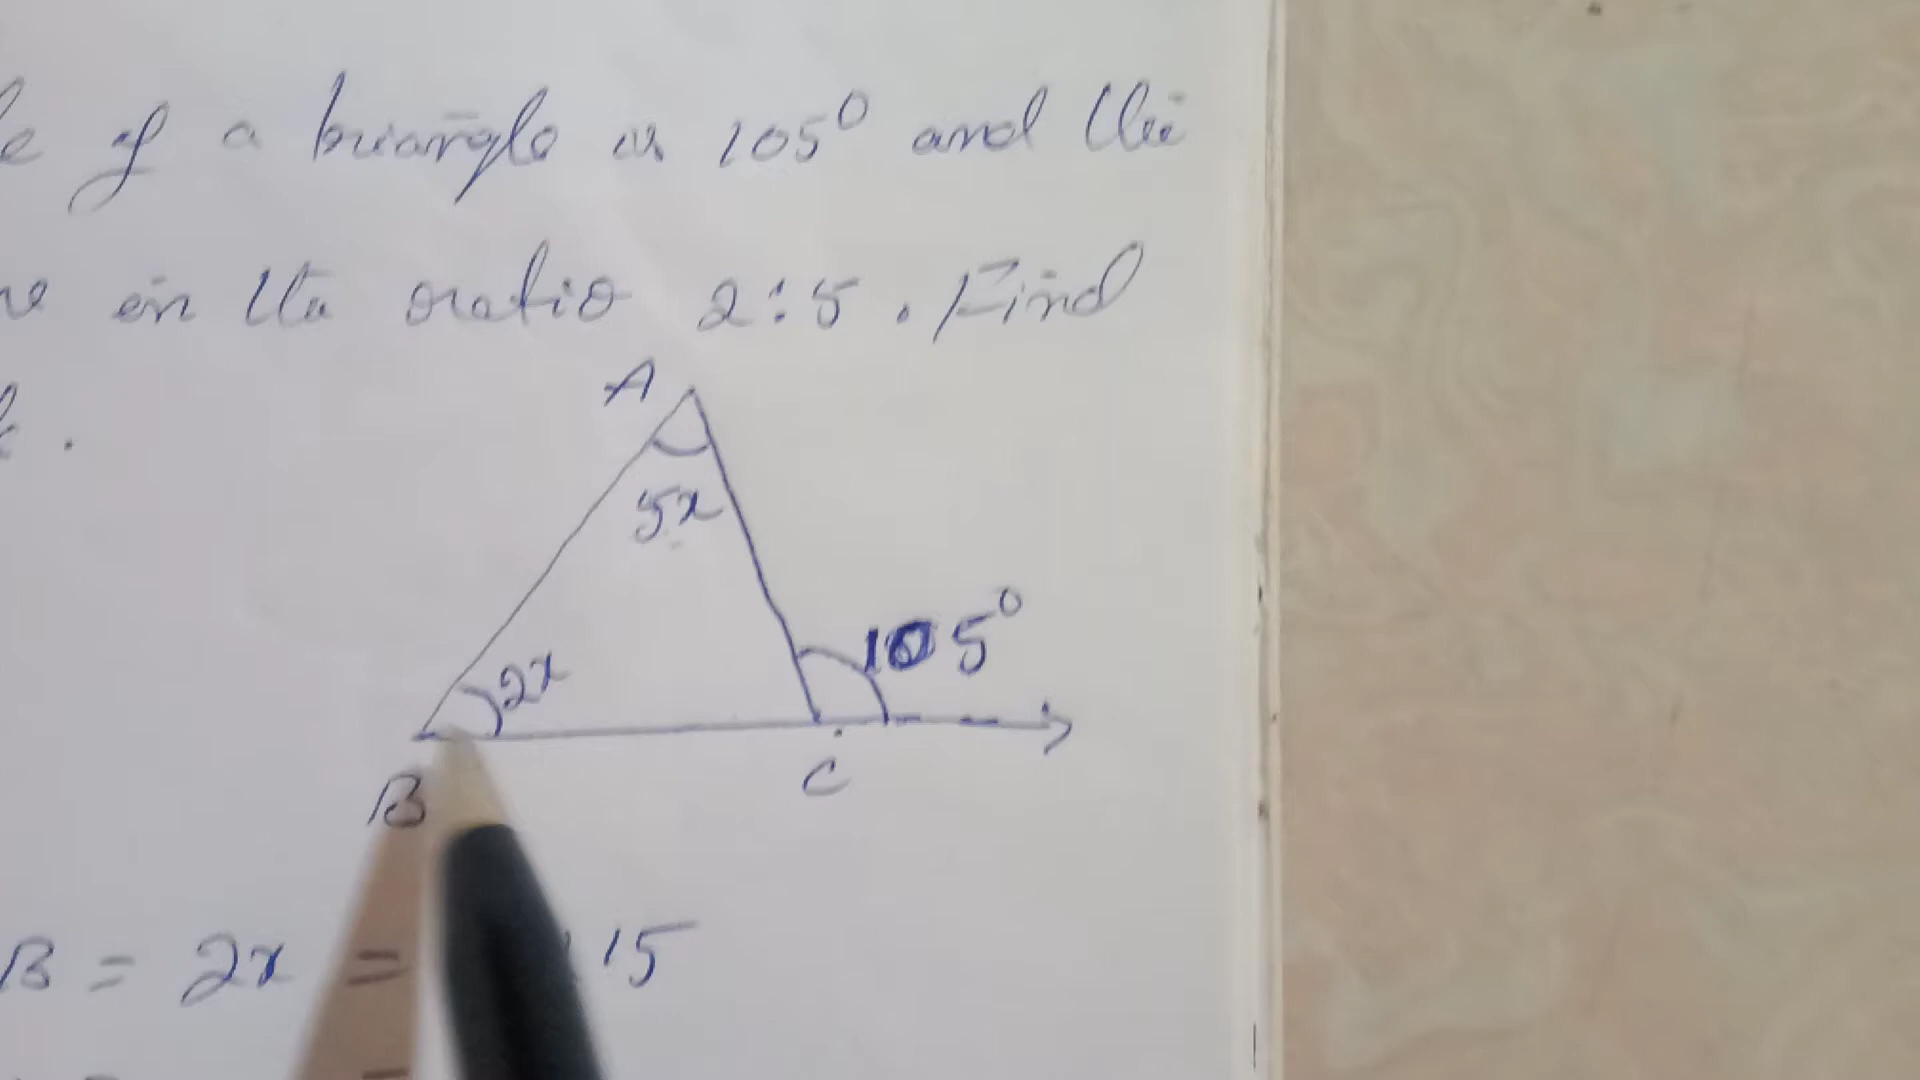 of a triangle is 105° and the
in the ratio 2:5. Find
A
5x
105°
2x
C
B
B = 2x = 15